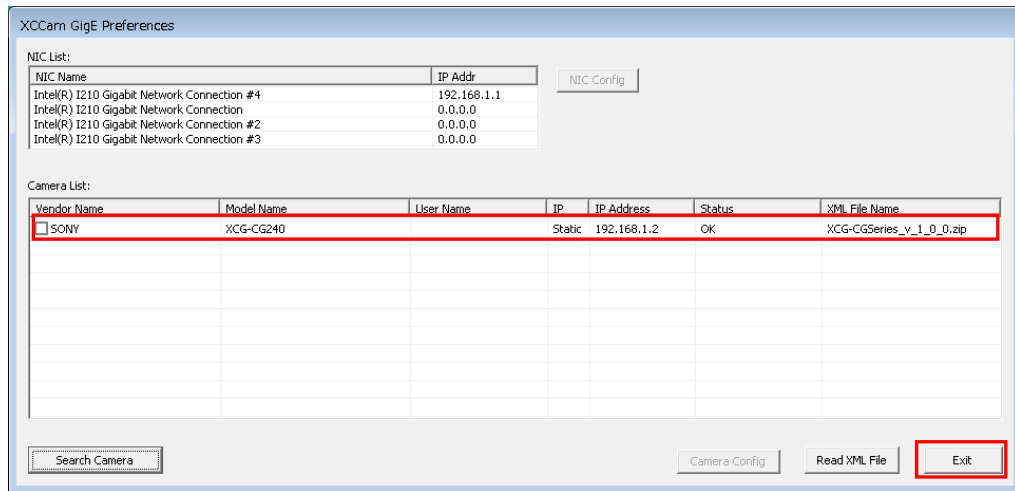 XCCam GigE Preferences
NIC List:
NIC Name IP Addr
Intel(R) I210 Gigabit Network Connection #4 192.168.1.1
Intel(R) I210 Gigabit Network Connection 0.0.0.0
Intel(R) I210 Gigabit Network Connection #2 0.0.0.0
Intel(R) I210 Gigabit Network Connection #3 0.0.0.0
NIC Config
Camera List:
Vendor Name Model Name User Name IP IP Address Status XML File Name
SONY XCG-CG240 Static 192.168.1.2 OK XCG-CGSeries_v_1_0_0.zip
Search Camera Camera Config Read XML File Exit